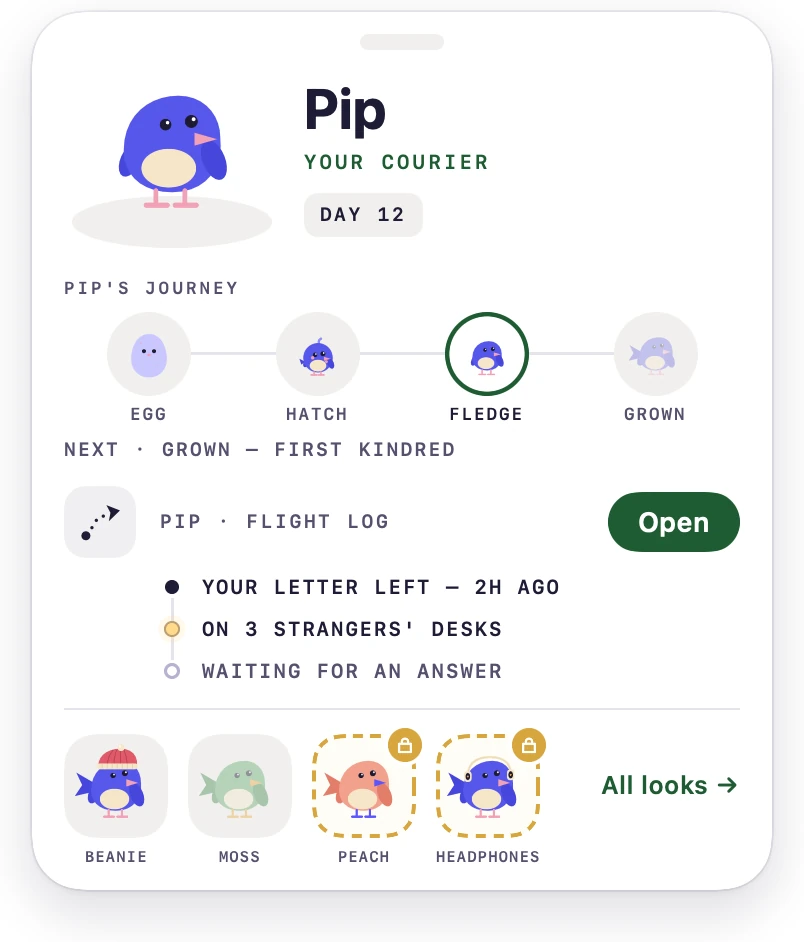 Pip
YOUR COURIER
DAY 12
PIP'S JOURNEY
EGG
HATCH
FLEDGE
GROWN
NEXT · GROWN — FIRST KINDRED
PIP · FLIGHT LOG
Open
YOUR LETTER LEFT — 2H AGO
ON 3 STRANGERS' DESKS
WAITING FOR AN ANSWER
BEANIE
MOSS
PEACH
HEADPHONES
All looks →